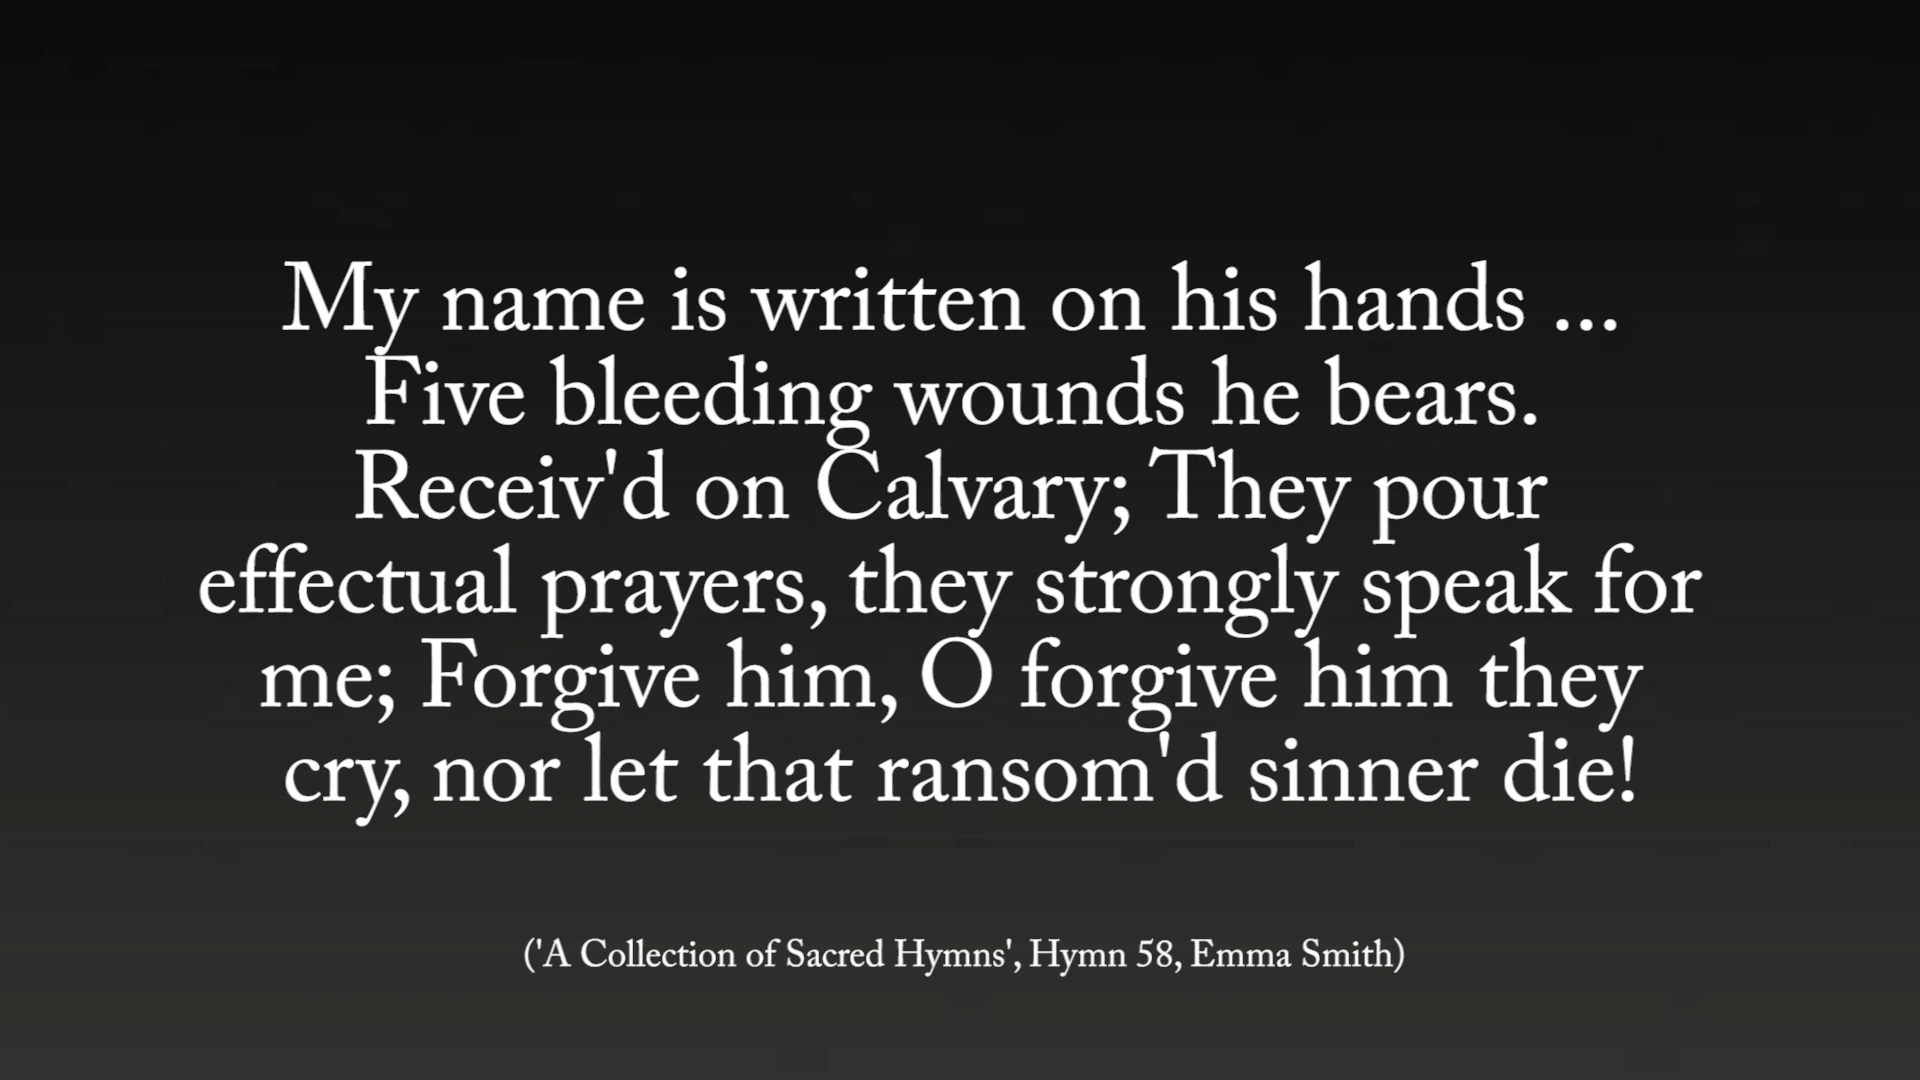 My name is written on his hands ...
Five bleeding wounds he bears.
Receiv'd on Calvary; They pour
effectual prayers, they strongly speak for
me; Forgive him, O forgive him they
cry, nor let that ransom'd sinner die!
('A Collection of Sacred Hymns', Hymn 58, Emma Smith)